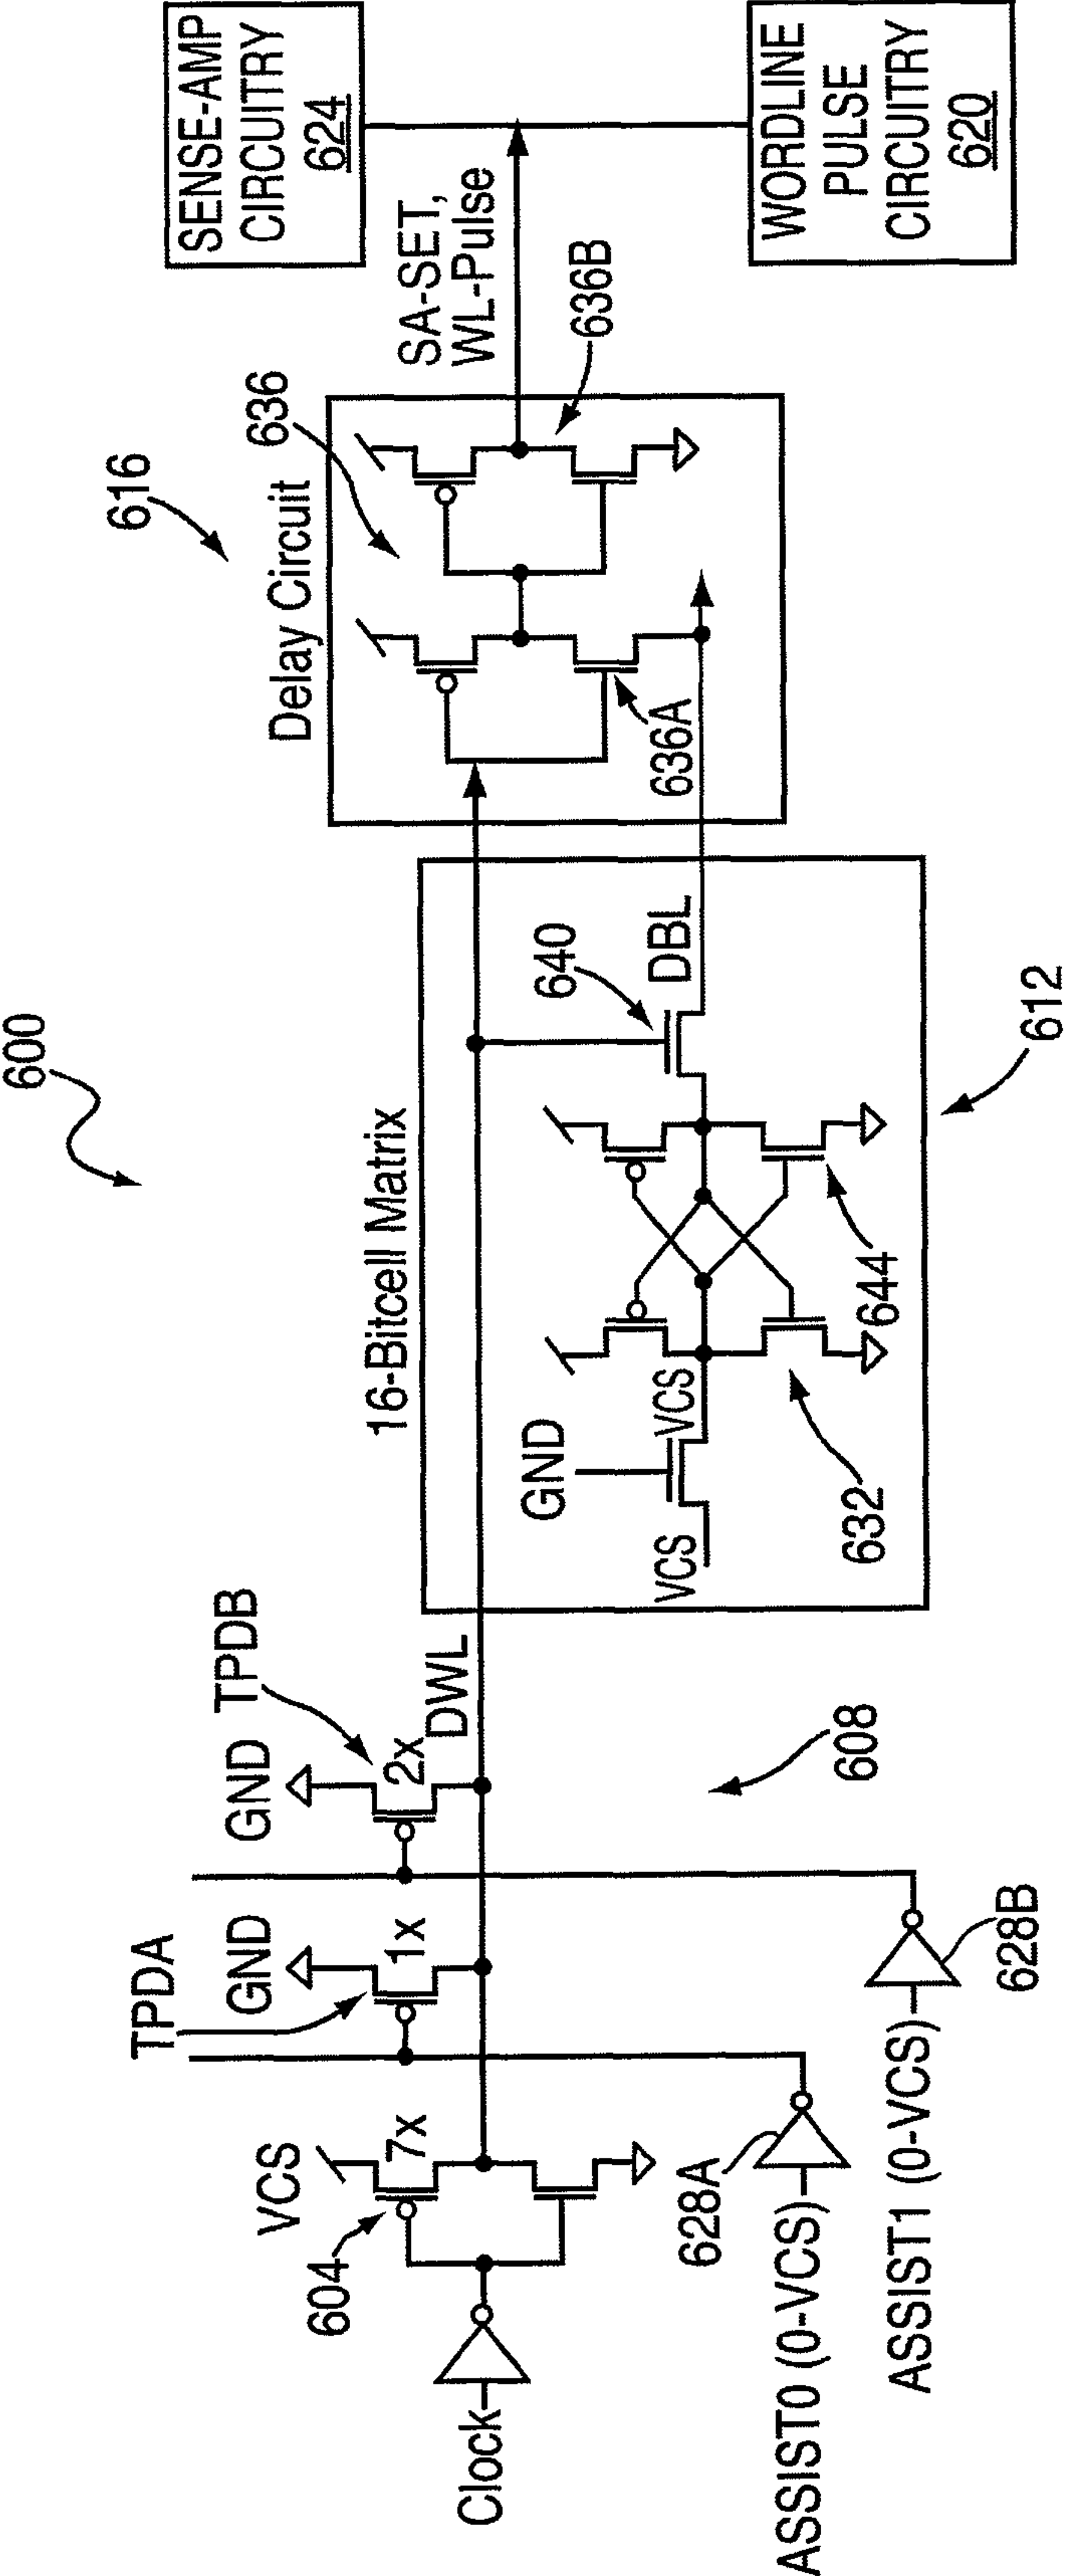 600
616
SENSE-AMP
CIRCUITRY
624
Delay Circuit
636
SA-SET,
WL-Pulse
636B
636A
WORDLINE
PULSE
CIRCUITRY
620
16-Bitcell Matrix
640
DBL
GND
VCS
VCS
632
644
612
TPDA
TPDB
GND
GND
VCS
7x
1x
2x
DWL
604
608
Clock
628A
ASSIST0 (0-VCS)
628B
ASSIST1 (0-VCS)